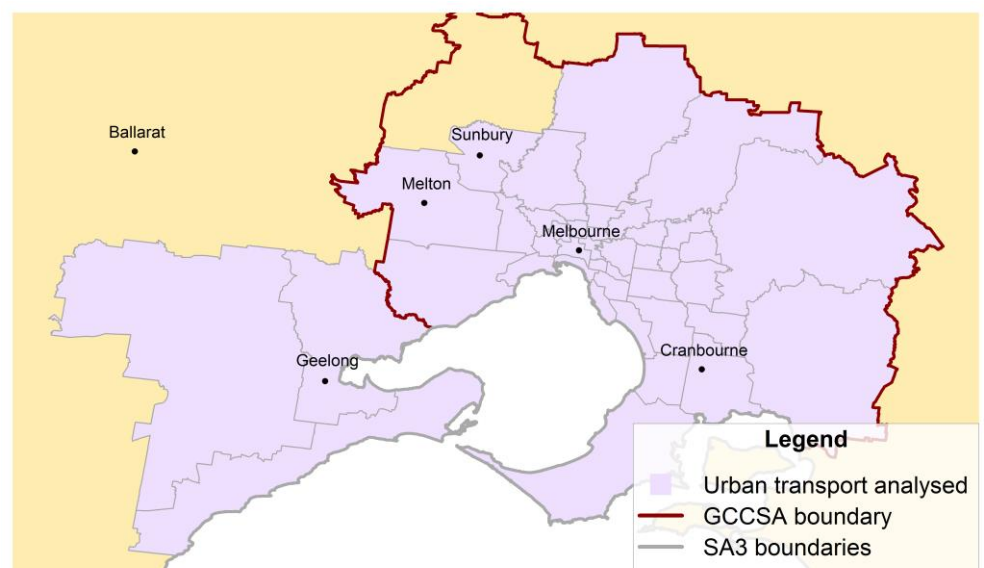 Ballarat
Sunbury
Melton
Melbourne
Geelong
Cranbourne
Legend
Urban transport analysed
GCCSA boundary
SA3 boundaries